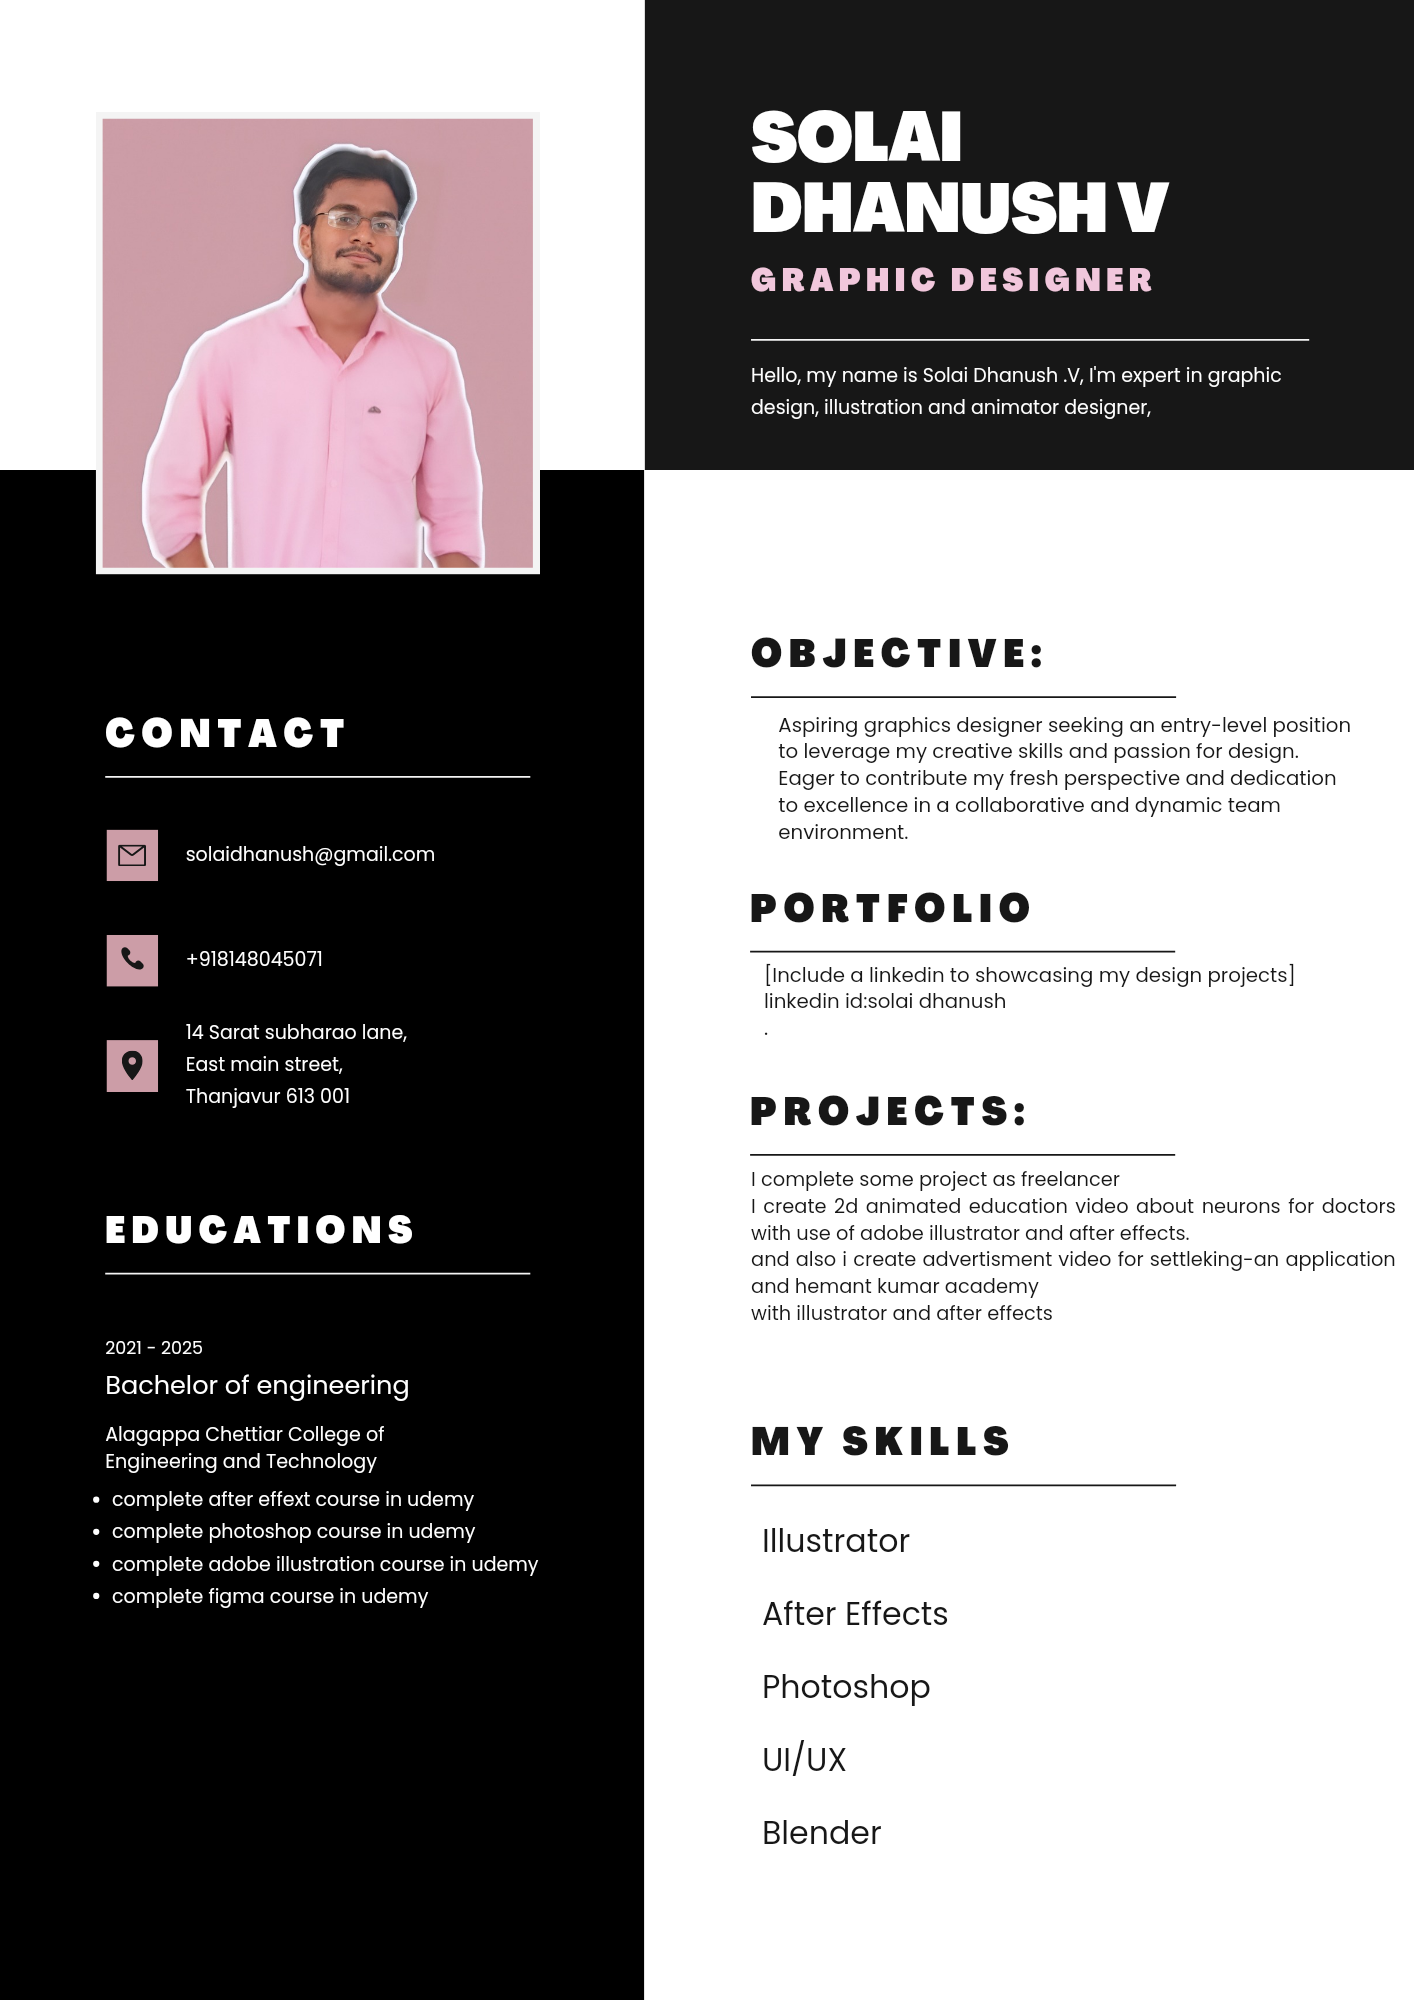 SOLAI
DHANUSH V
GRAPHIC DESIGNER
Hello, my name is Solai Dhanush .V, I'm expert in graphic
design, illustration and animator designer,
CONTACT
solaidhanush@gmail.com
+918148045071
14 Sarat subharao lane,
East main street,
Thanjavur 613 001
EDUCATIONS
2021 - 2025
Bachelor of engineering
Alagappa Chettiar College of
Engineering and Technology
• complete after effext course in udemy
• complete photoshop course in udemy
• complete adobe illustration course in udemy
• complete figma course in udemy
OBJECTIVE:
Aspiring graphics designer seeking an entry-level position
to leverage my creative skills and passion for design.
Eager to contribute my fresh perspective and dedication
to excellence in a collaborative and dynamic team
environment.
PORTFOLIO
[Include a linkedin to showcasing my design projects]
linkedin id:solai dhanush
.
PROJECTS:
I complete some project as freelancer
I create 2d animated education video about neurons for doctors
with use of adobe illustrator and after effects.
and also i create advertisment video for settleking-an application
and hemant kumar academy
with illustrator and after effects
MY SKILLS
Illustrator
After Effects
Photoshop
UI/UX
Blender